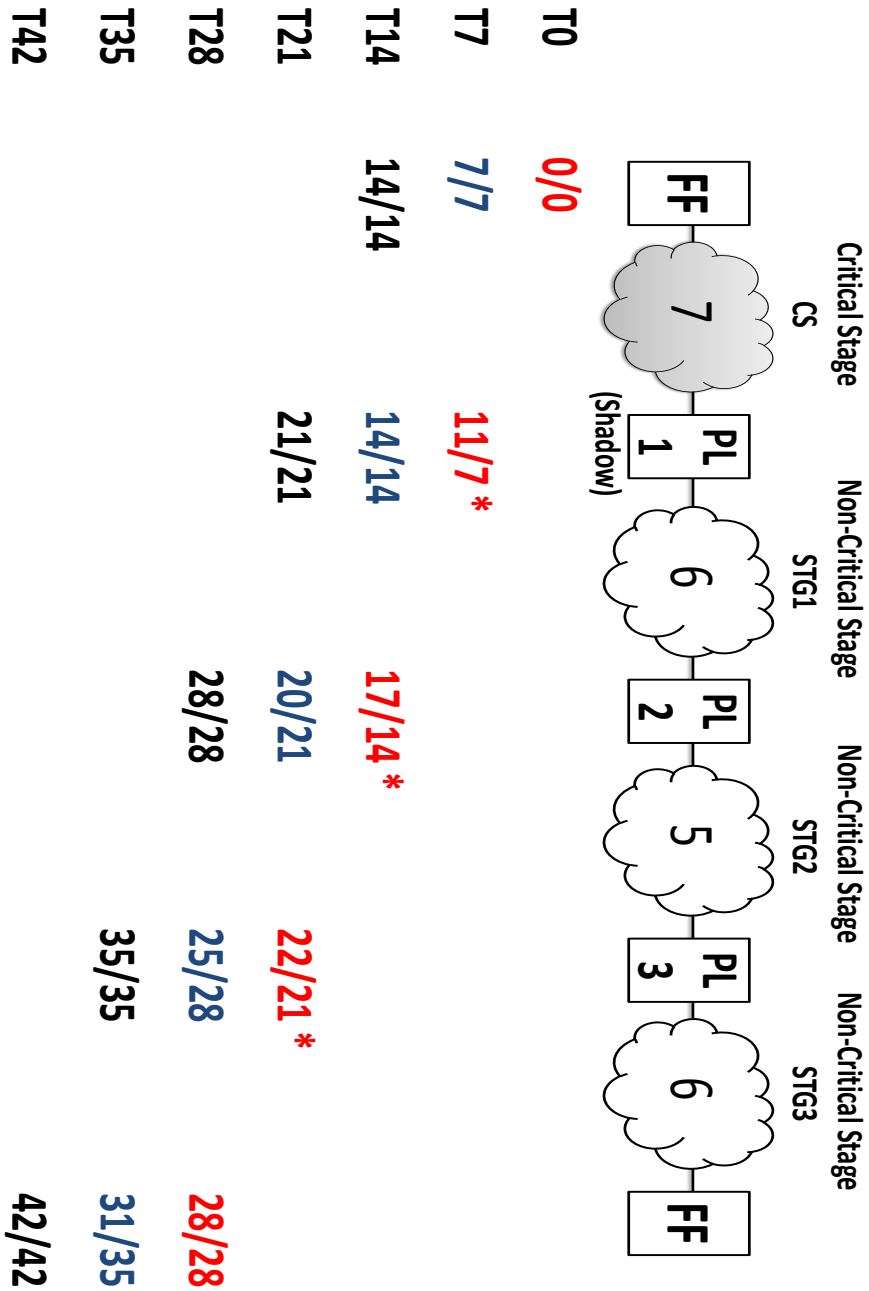 Critical Stage
Non-Critical Stage
Non-Critical Stage
Non-Critical Stage
CS
STG1
STG2
STG3
FF
7
PL
1
6
PL
2
5
PL
3
6
FF
(Shadow)
T0
0/0
T7
7/7
11/7 *
T14
14/14
14/14
17/14 *
T21
21/21
20/21
22/21 *
T28
28/28
25/28
28/28
T35
35/35
31/35
T42
42/42